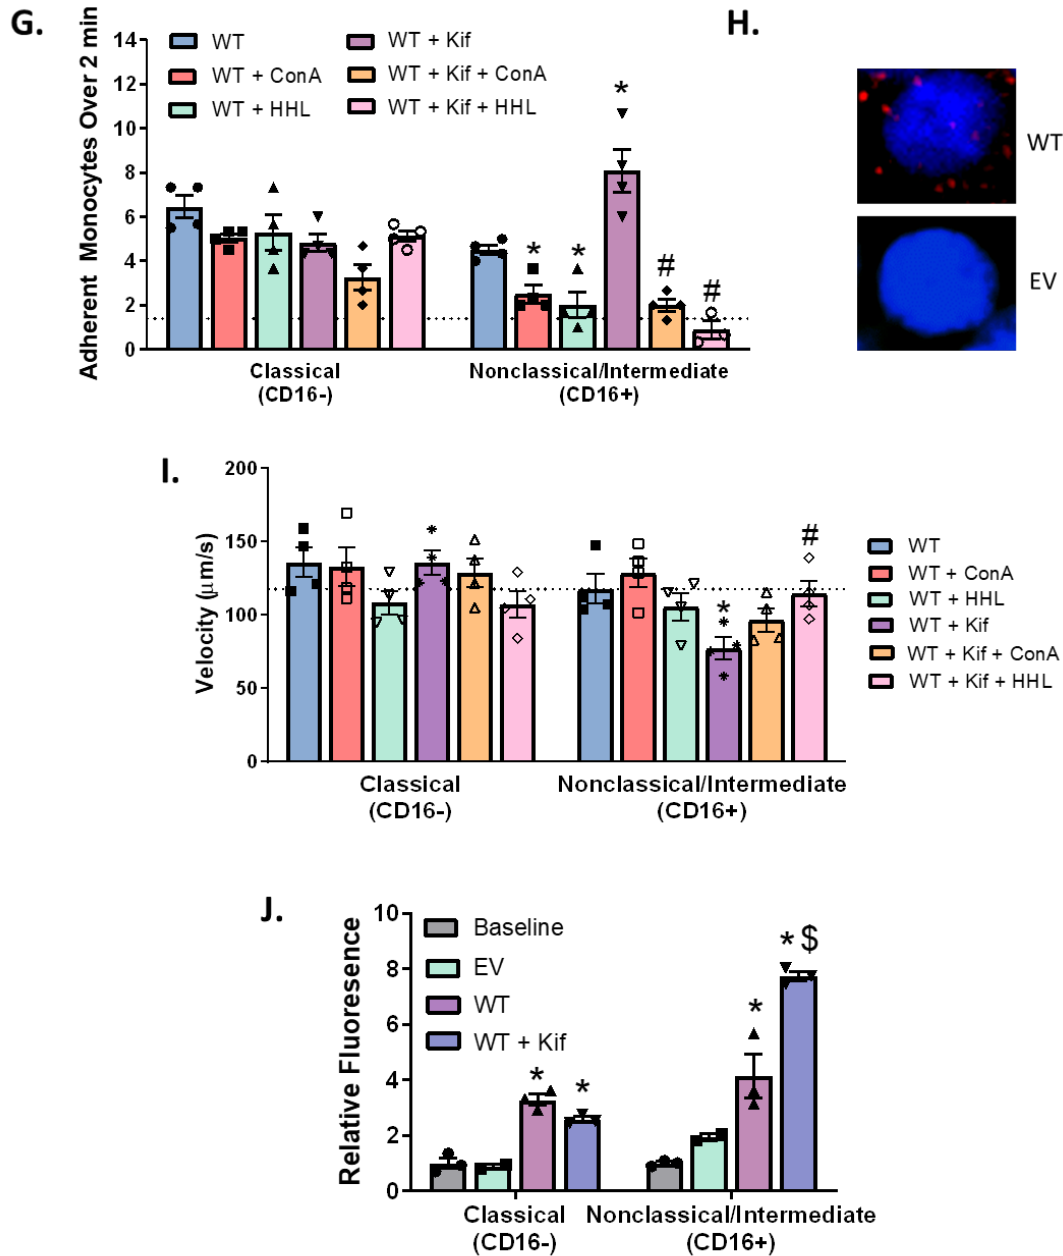 G.
H.
Adherent Monocytes Over 2 min
14
12
10
8
6
4
2
0
WT
WT + ConA
WT + HHL
WT + Kif
WT + Kif + ConA
WT + Kif + HHL
*
*
*
#
#
Classical
(CD16-)
Nonclassical/Intermediate
(CD16+)
WT
EV
I.
Velocity (μm/s)
200
150
100
50
0
*
#
Classical
(CD16-)
Nonclassical/Intermediate
(CD16+)
WT
WT + ConA
WT + HHL
WT + Kif
WT + Kif + ConA
WT + Kif + HHL
J.
Relative Fluoresence
10
8
6
4
2
0
Baseline
EV
WT
WT + Kif
*
*
*
* $
Classical
(CD16-)
Nonclassical/Intermediate
(CD16+)